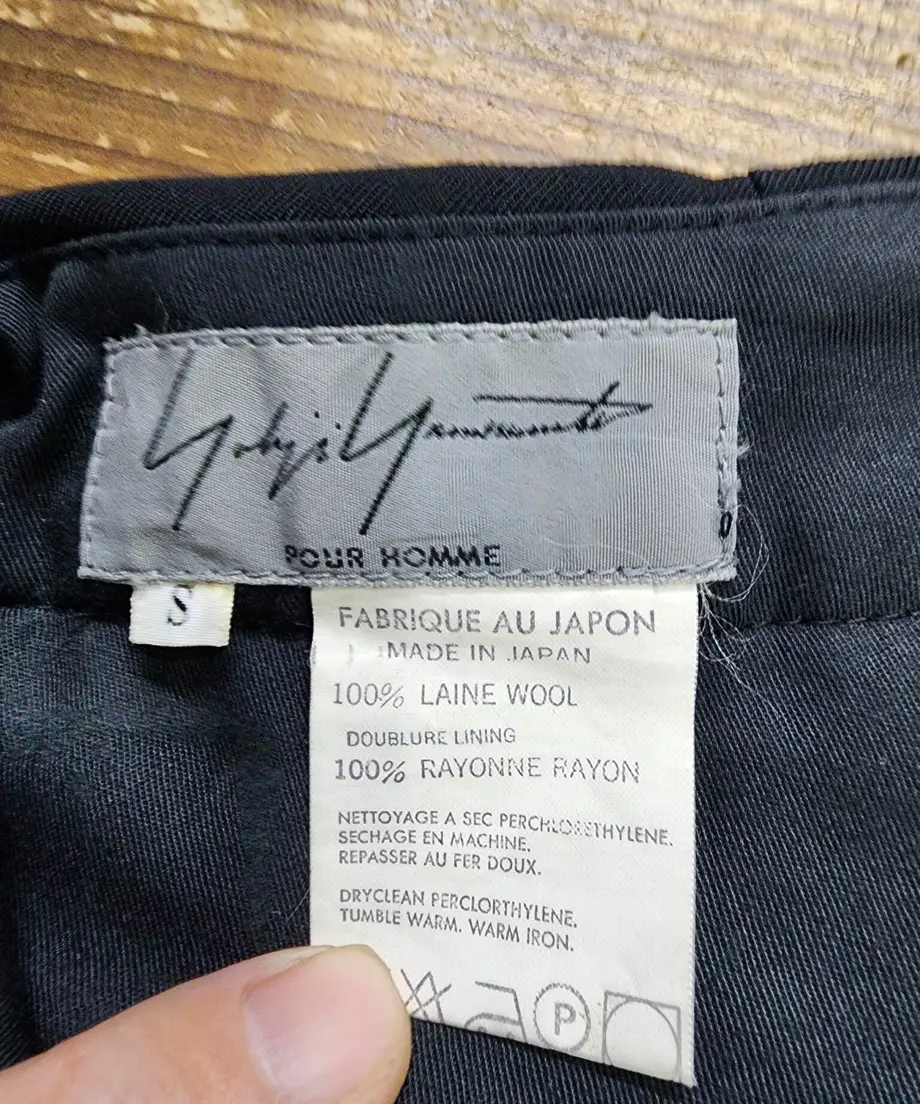 Yohji Yamamoto
POUR HOMME
S
FABRIQUE AU JAPON
MADE IN JAPAN
100% LAINE WOOL
DOUBLURE LINING
100% RAYONNE RAYON
NETTOYAGE A SEC PERCHLORETHYLENE.
SECHAGE EN MACHINE.
REPASSER AU FER DOUX.
DRYCLEAN PERCLORTHYLENE.
TUMBLE WARM. WARM IRON.
P